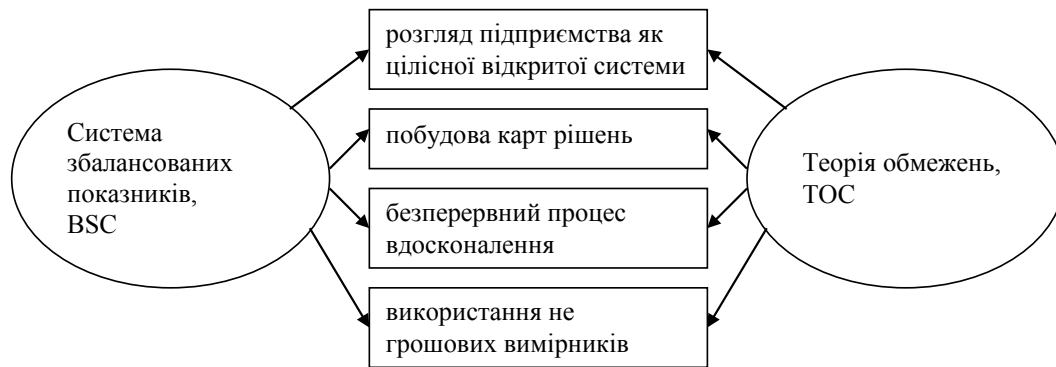 розгляд підприємства як
цілісної відкритої системи
Система
збалансованих
показників,
BSC
побудова карт рішень
безперервний процес
вдосконалення
використання не
грошових вимірників
Теорія обмежень,
ТОС